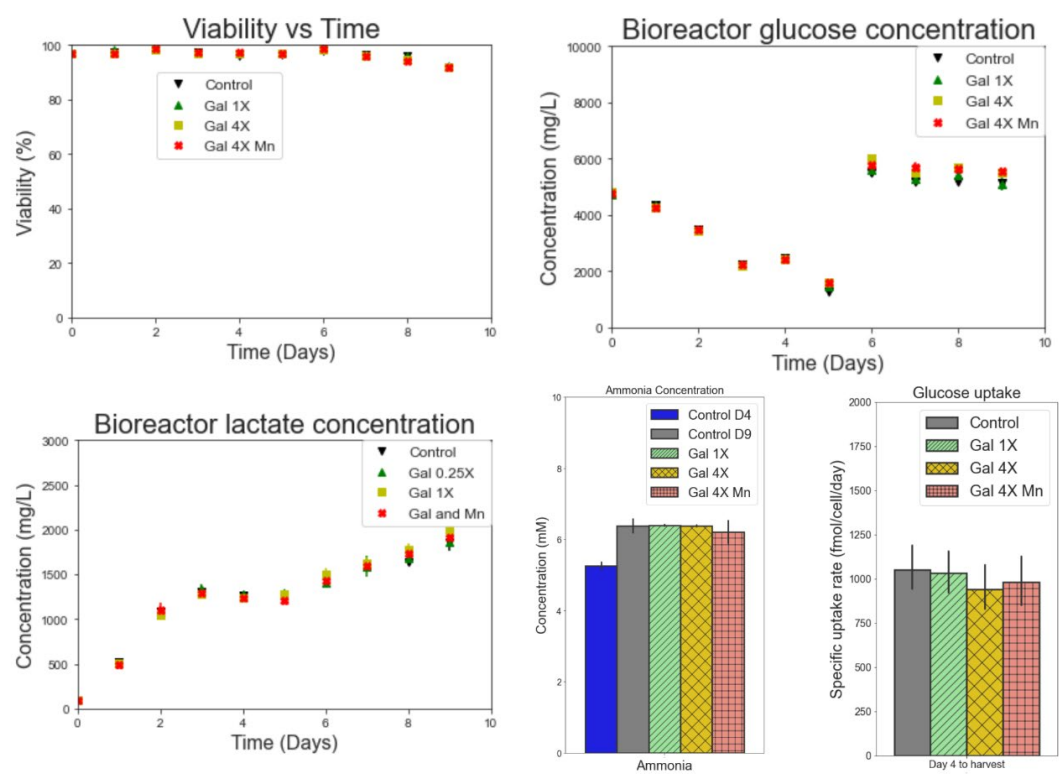 Viability vs Time
100
80
60
40
20
0
Viability (%)
Control
Gal 1X
Gal 4X
Gal 4X Mn
0 2 4 6 8 10
Time (Days)
Bioreactor glucose concentration
10000
8000
6000
4000
2000
0
Concentration (mg/L)
Control
Gal 1X
Gal 4X
Gal 4X Mn
0 2 4 6 8 10
Time (Days)
Bioreactor lactate concentration
3000
2500
2000
1500
1000
500
0
Concentration (mg/L)
Control
Gal 0.25X
Gal 1X
Gal and Mn
0 2 4 6 8 10
Time (Days)
Ammonia Concentration
10
8
6
4
2
0
Concentration (mM)
Control D4
Control D9
Gal 1X
Gal 4X
Gal 4X Mn
Ammonia
Glucose uptake
2000
1750
1500
1250
1000
750
500
250
0
Specific uptake rate (fmol/cell/day)
Control
Gal 1X
Gal 4X
Gal 4X Mn
Day 4 to harvest